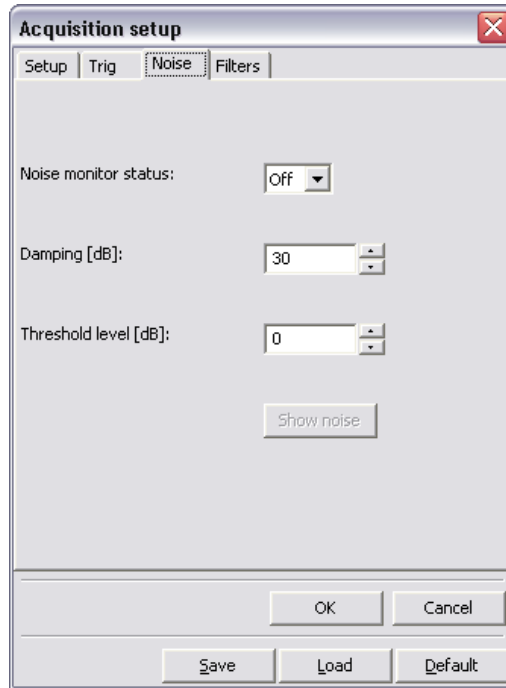 Acquisition setup
Setup Trig Noise Filters
Noise monitor status: Off
Damping [dB]: 30
Threshold level [dB]: 0
Show noise
OK Cancel
Save Load Default